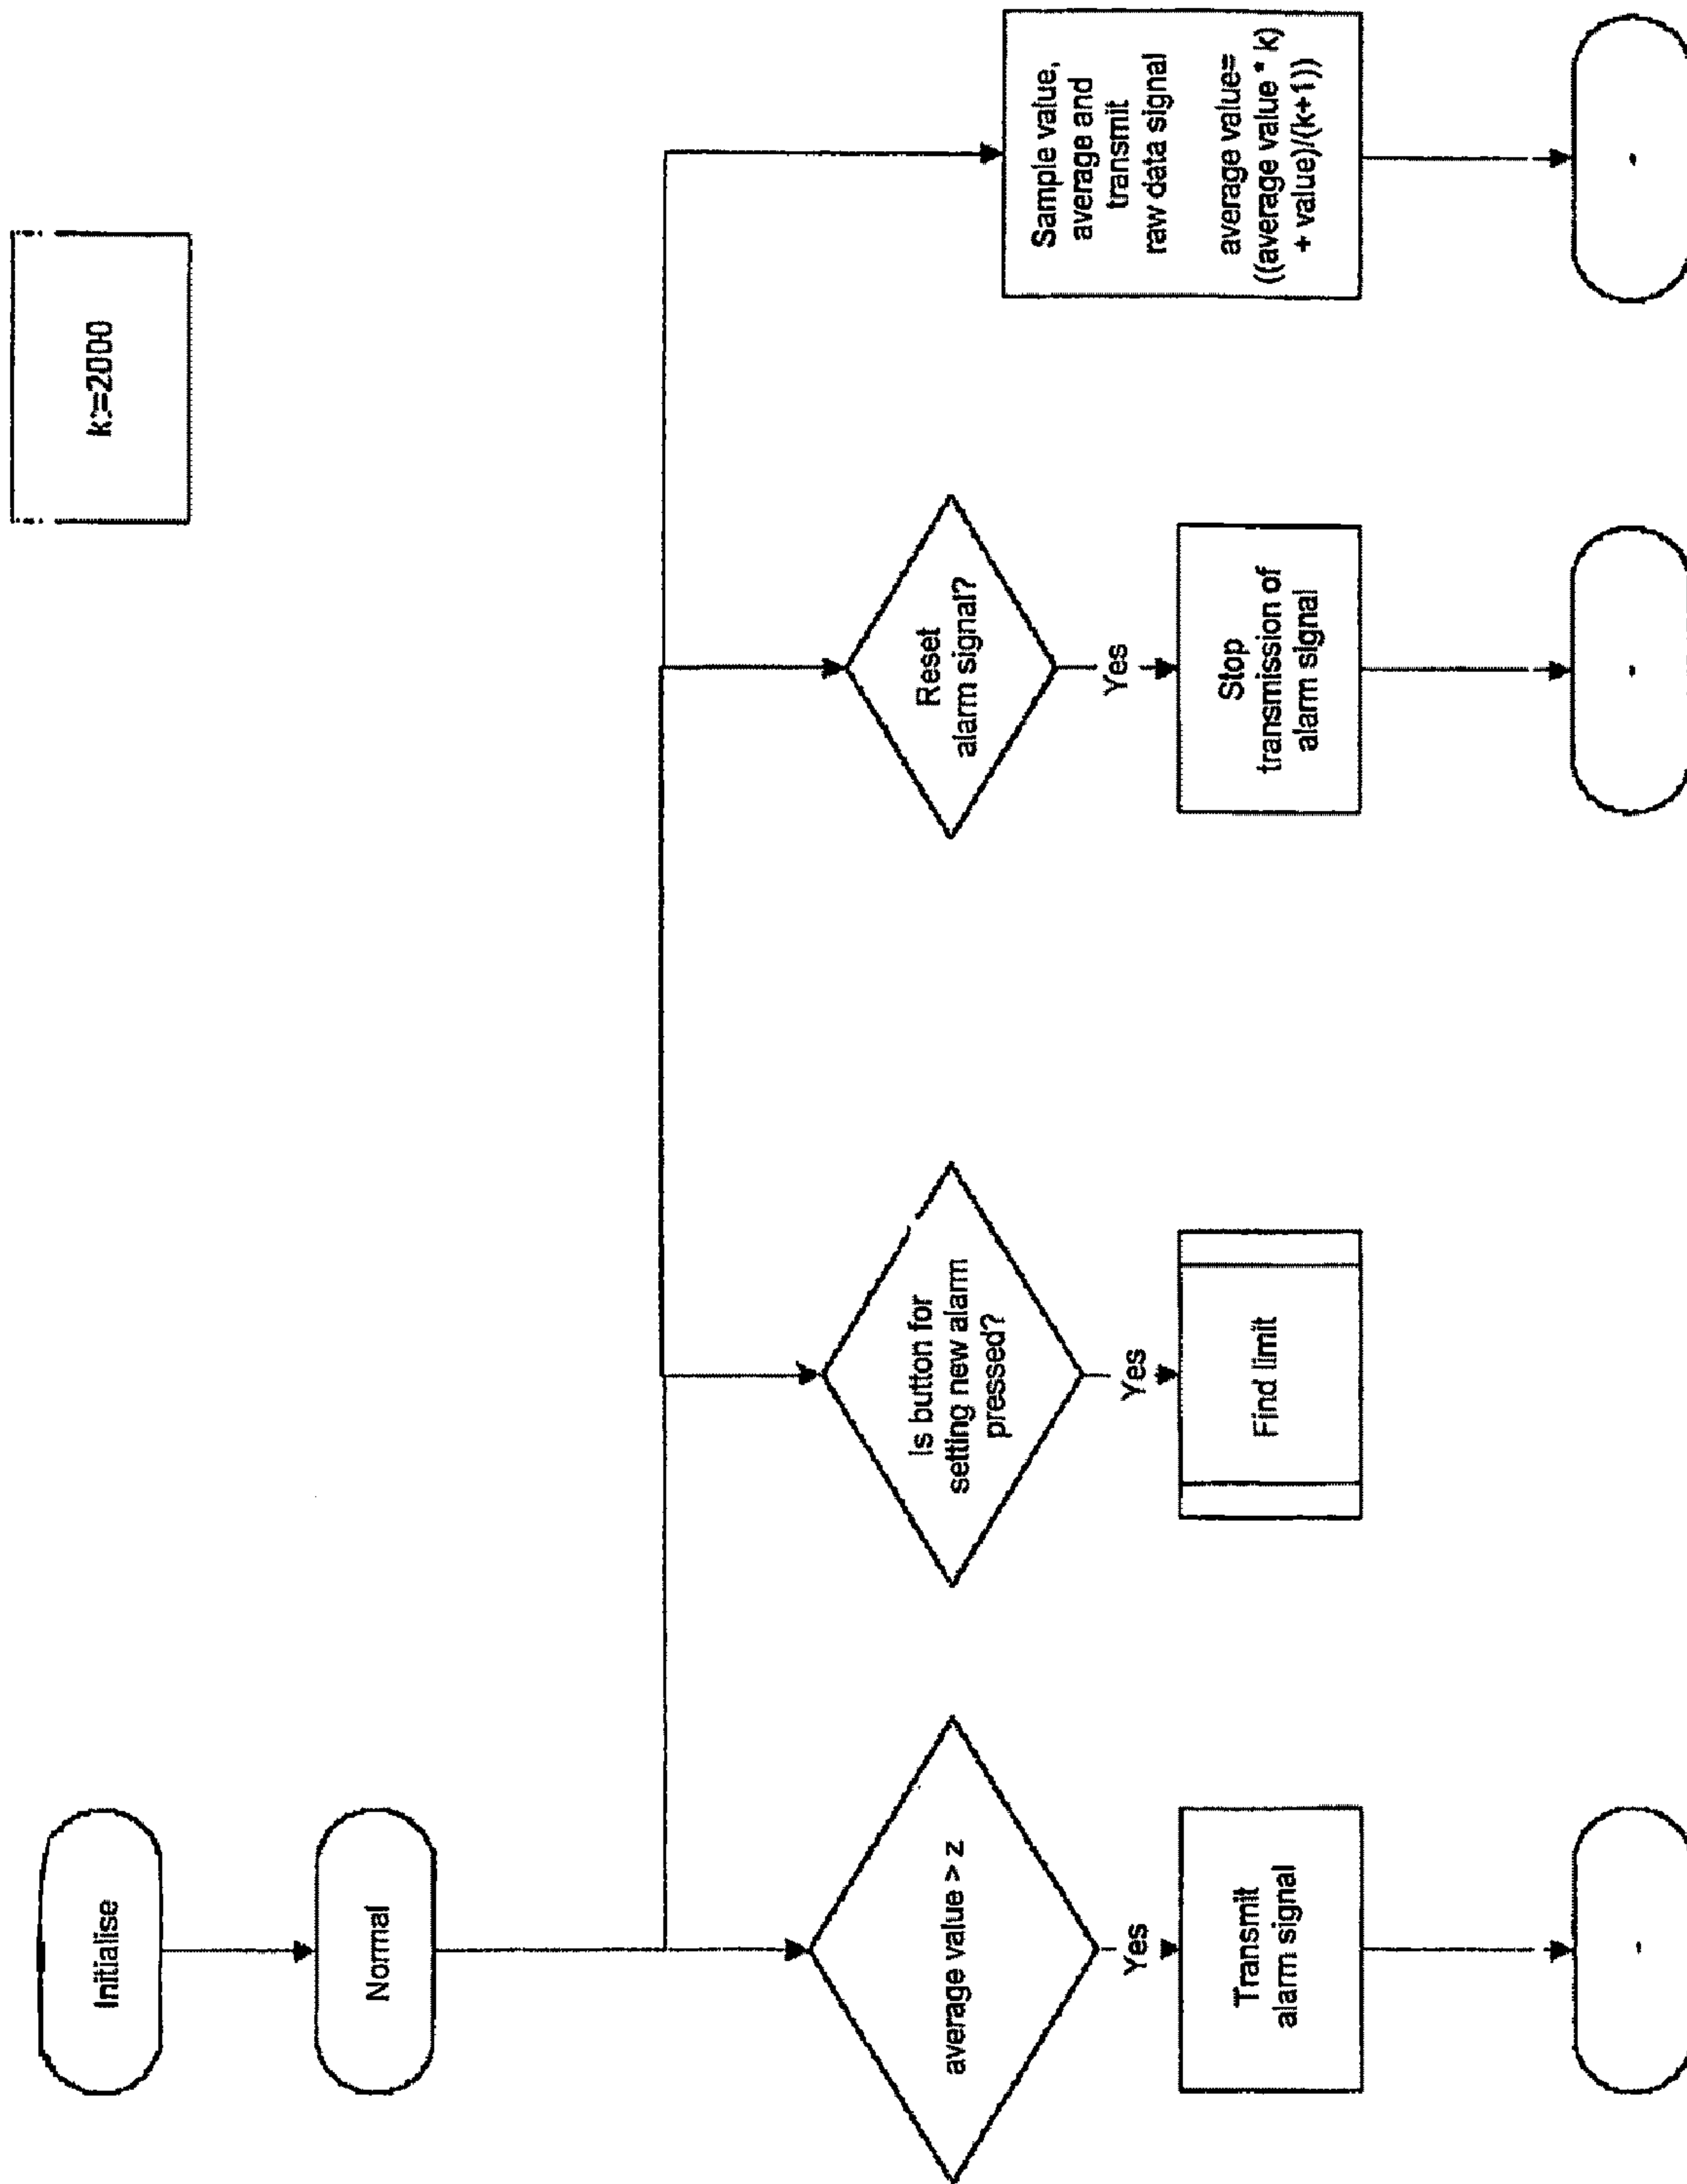 Initialise
k:=2000
Normal
average value > z
Yes
Transmit
alarm signal
-
Is button for
setting new alarm
pressed?
Yes
Find limit
Reset
alarm signal?
Yes
Stop
transmission of
alarm signal
-
Sample value,
average and
transmit
raw data signal
average value=
((average value * k)
+ value)/(k+1))
-